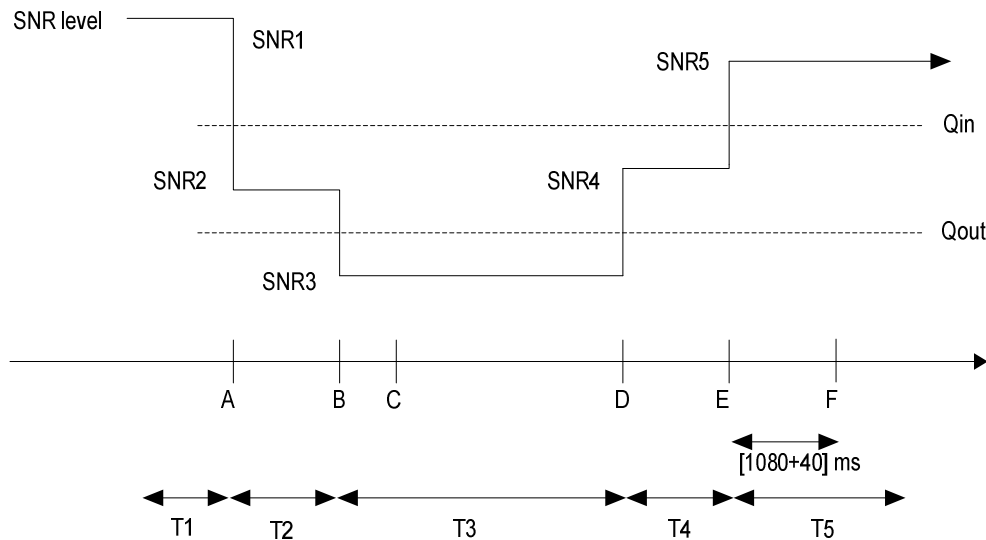 SNR level
SNR1
SNR5
Qin
SNR2
SNR4
Qout
SNR3
A
B
C
D
E
F
[1080+40] ms
T1
T2
T3
T4
T5